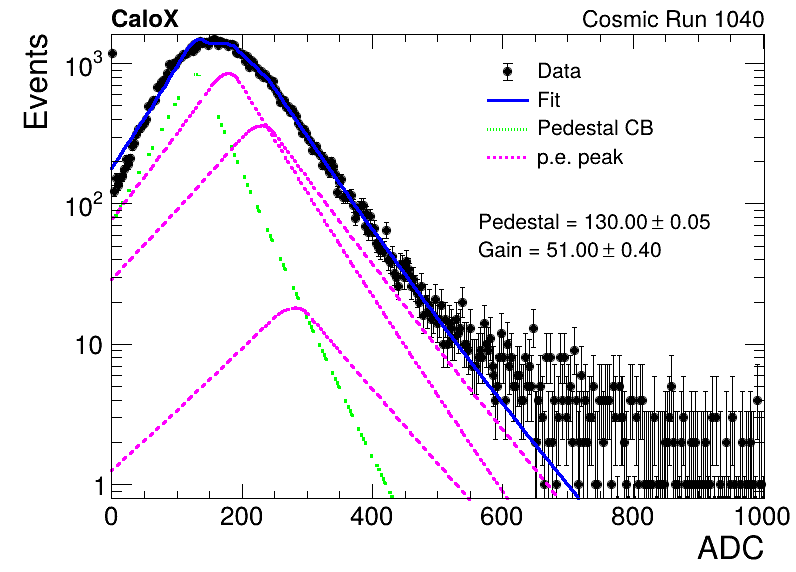 CaloX Cosmic Run 1040
Events
10³
10²
10
1
Data
Fit
Pedestal CB
p.e. peak
Pedestal = 130.00 ± 0.05
Gain = 51.00 ± 0.40
0 200 400 600 800 1000
ADC